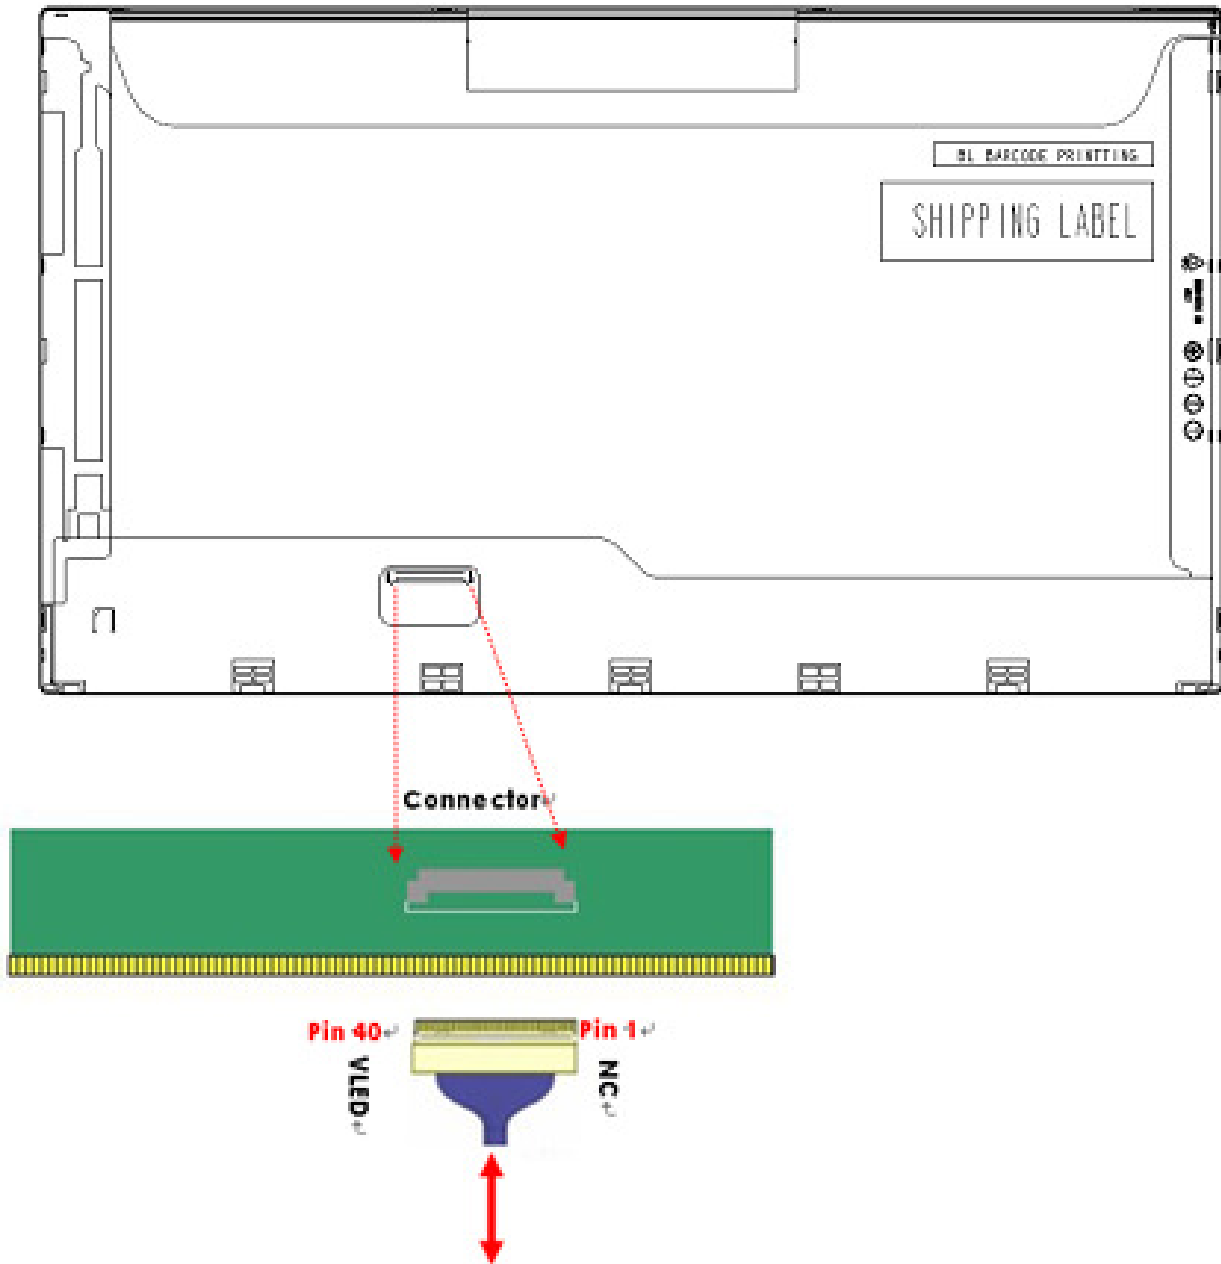 BL BARCODE PRINTTING
SHIPPING LABEL
Connector↵
Pin 40↵
Pin 1↵
VLED↵
NC↵